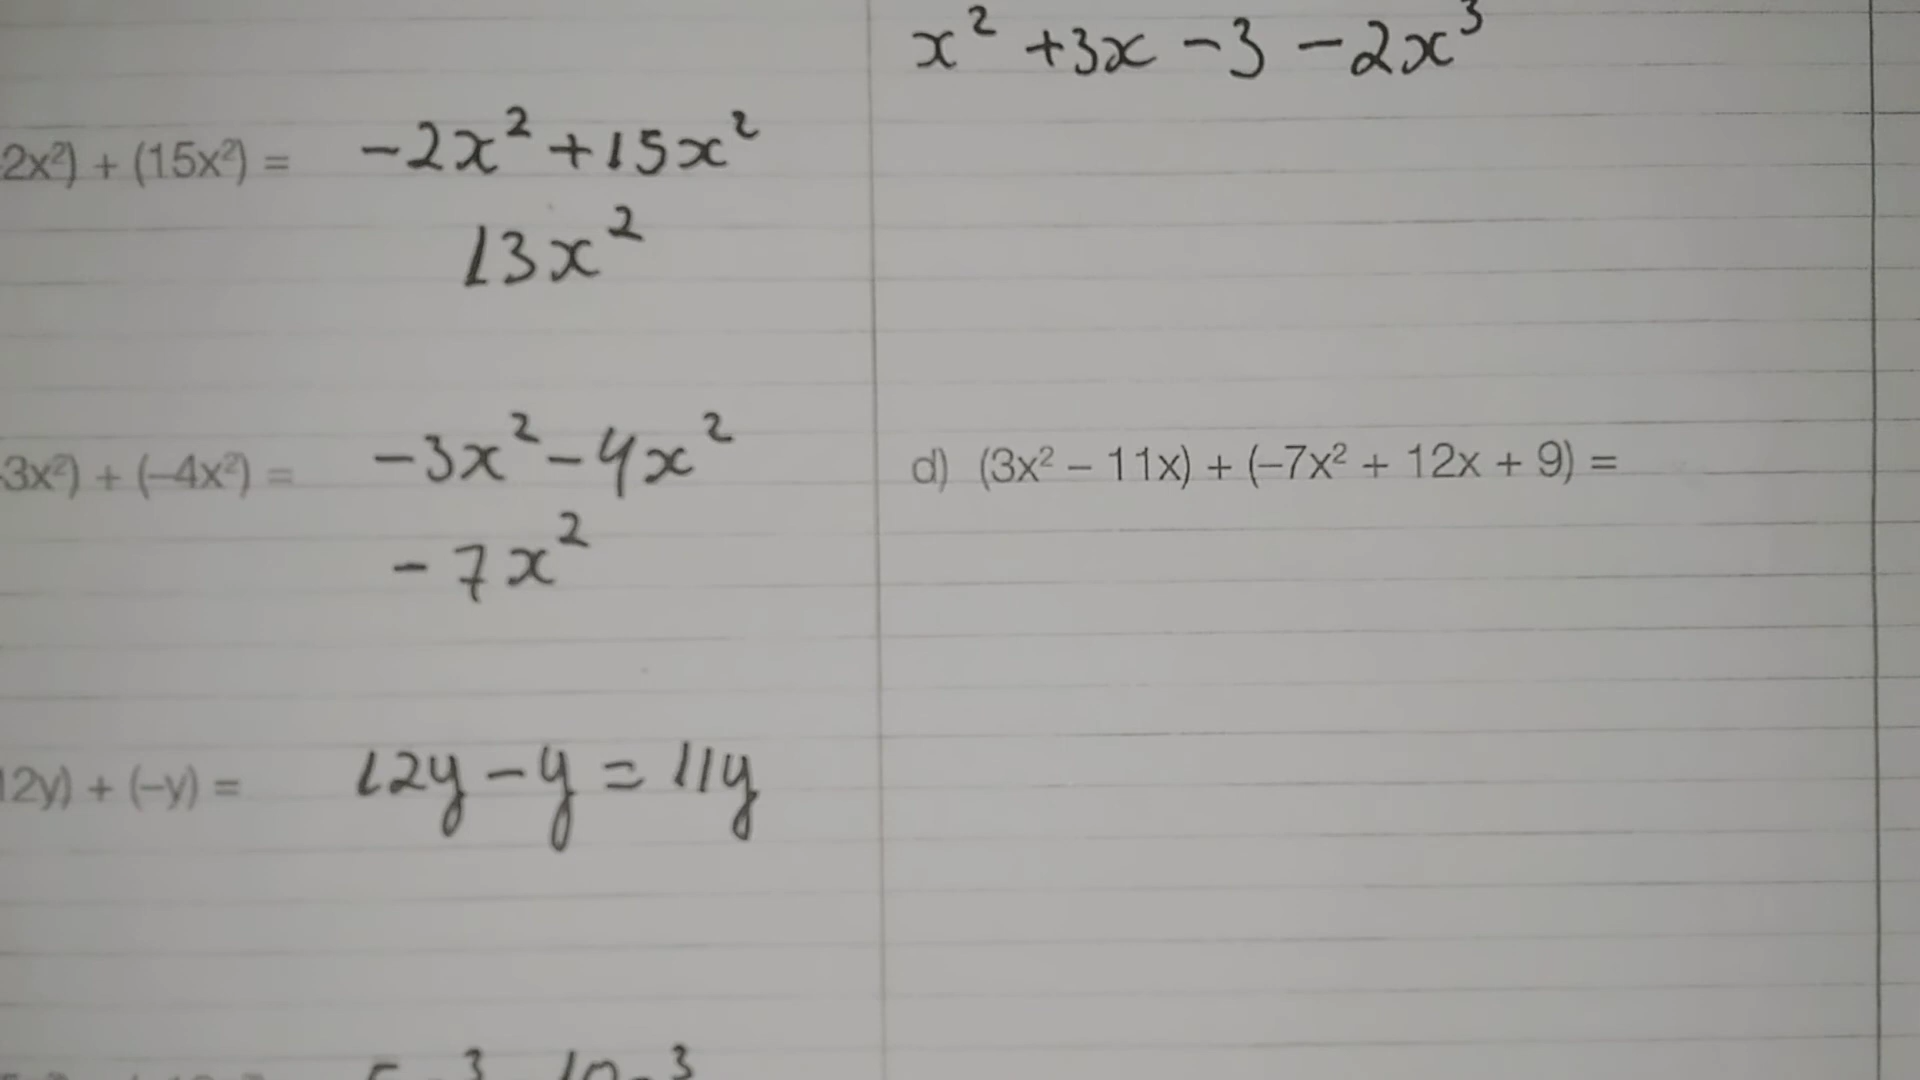 x² +3x -3 -2x³
2x²) + (15x²) = -2x² +15x²
13x²
3x²) + (-4x²) = -3x² -4x²
-7x²
d) (3x² – 11x) + (–7x² + 12x + 9) =
12y) + (-y) = 12y -y = 11y